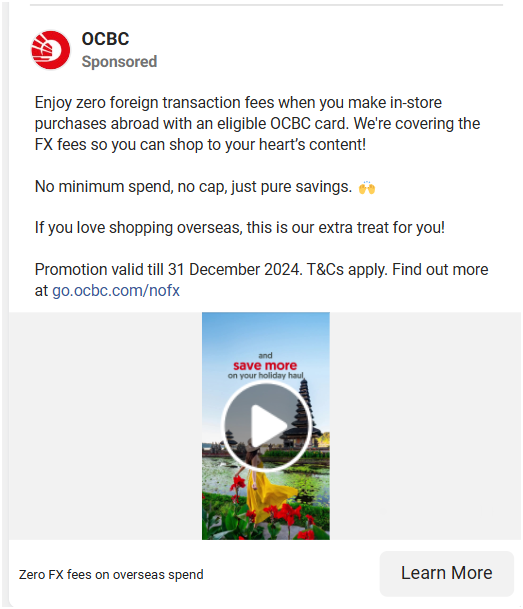 OCBC
Sponsored
Enjoy zero foreign transaction fees when you make in-store
purchases abroad with an eligible OCBC card. We're covering the
FX fees so you can shop to your heart’s content!
No minimum spend, no cap, just pure savings. 🙌
If you love shopping overseas, this is our extra treat for you!
Promotion valid till 31 December 2024. T&Cs apply. Find out more
at go.ocbc.com/nofx
and
save more
on your holiday haul
Zero FX fees on overseas spend
Learn More